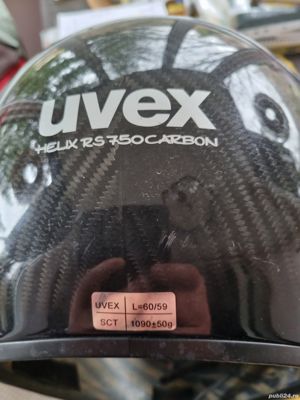 uvex
HELIX RS 750 CARBON
UVEX L=60/59
SCT 1090±50g
publi24.ro